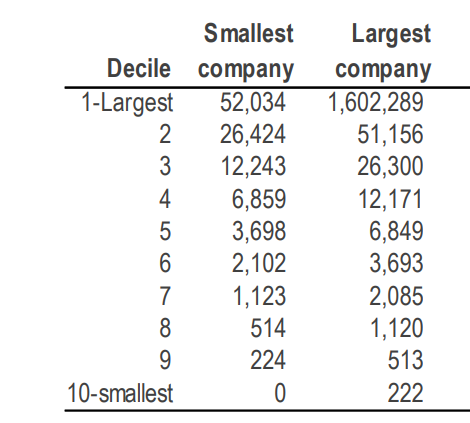 Smallest Largest
Decile company company
1-Largest 52,034 1,602,289
2 26,424 51,156
3 12,243 26,300
4 6,859 12,171
5 3,698 6,849
6 2,102 3,693
7 1,123 2,085
8 514 1,120
9 224 513
10-smallest 0 222